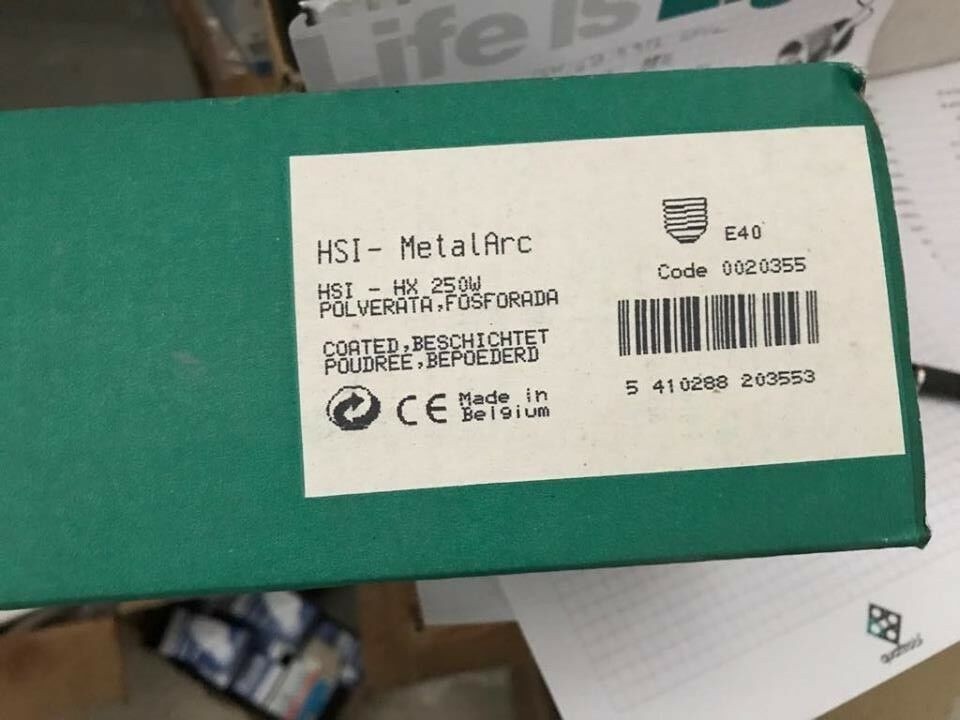 Life is
HSI- MetalArc
HSI - HX 250W
POLVERATA,FOSFORADA
COATED,BESCHICHTET
POUDREE,BEPOEDERD
CE Made in
Belgium
E40
Code 0020355
5 410288 203553